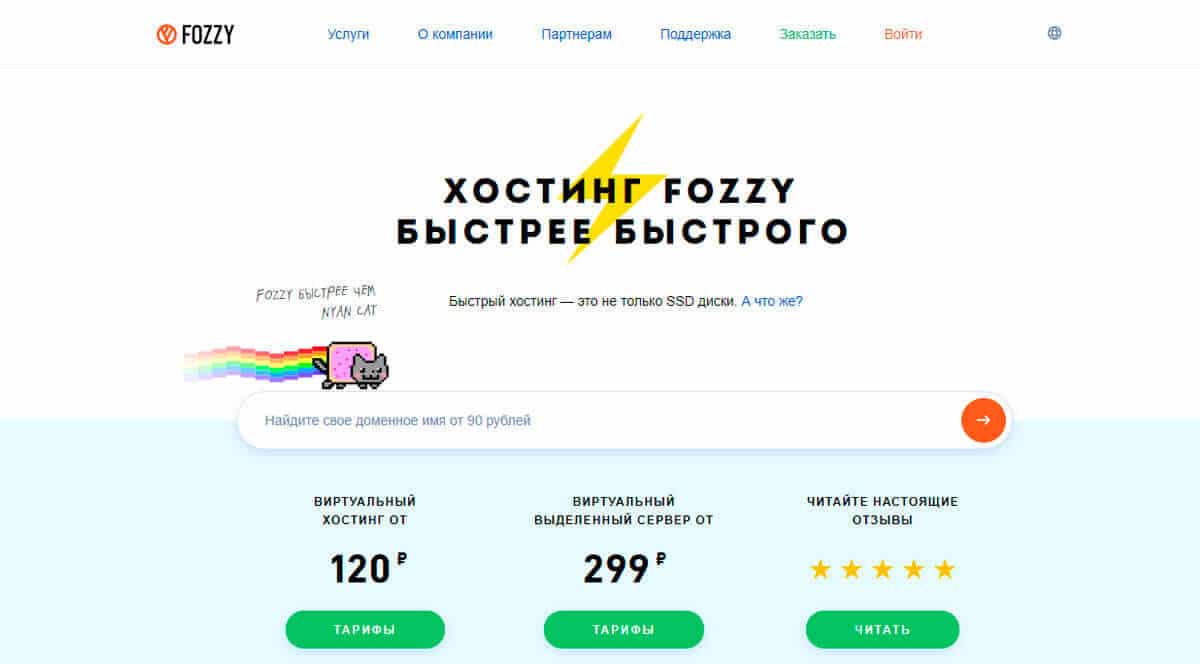 FOZZY
Услуги
О компании
Партнерам
Поддержка
Заказать
Войти
ХОСТИНГ FOZZY
БЫСТРЕЕ БЫСТРОГО
FOZZY БЫСТРЕЕ ЧЕМ
NYAN CAT
Быстрый хостинг — это не только SSD диски. А что же?
Найдите свое доменное имя от 90 рублей
ВИРТУАЛЬНЫЙ
ХОСТИНГ ОТ
120 ₽
ТАРИФЫ
ВИРТУАЛЬНЫЙ
ВЫДЕЛЕННЫЙ СЕРВЕР ОТ
299 ₽
ТАРИФЫ
ЧИТАЙТЕ НАСТОЯЩИЕ
ОТЗЫВЫ
ЧИТАТЬ